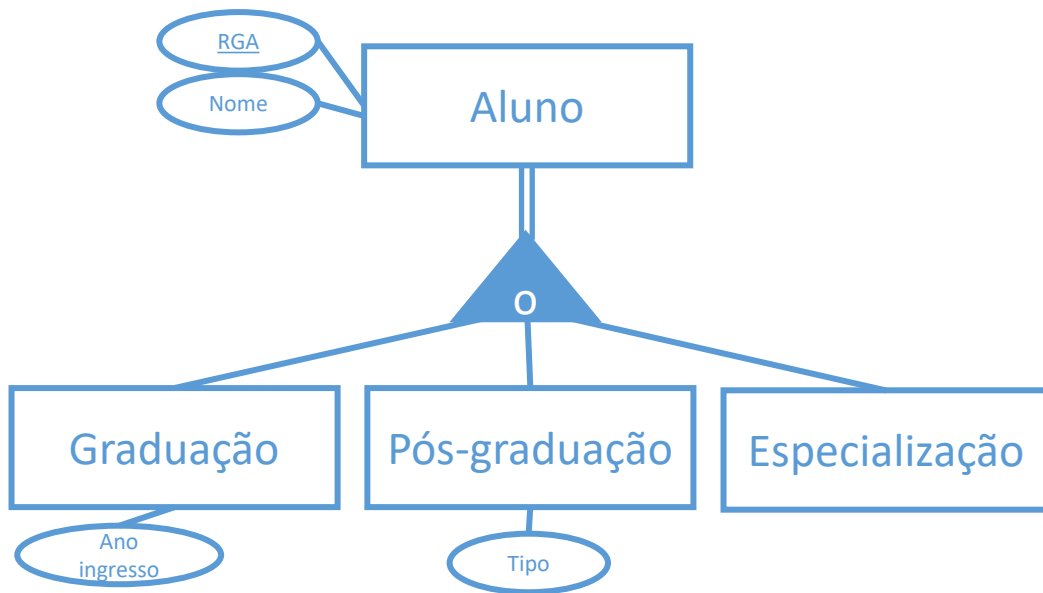 RGA
Nome
Aluno
o
Graduação
Pós-graduação
Especialização
Ano
ingresso
Tipo